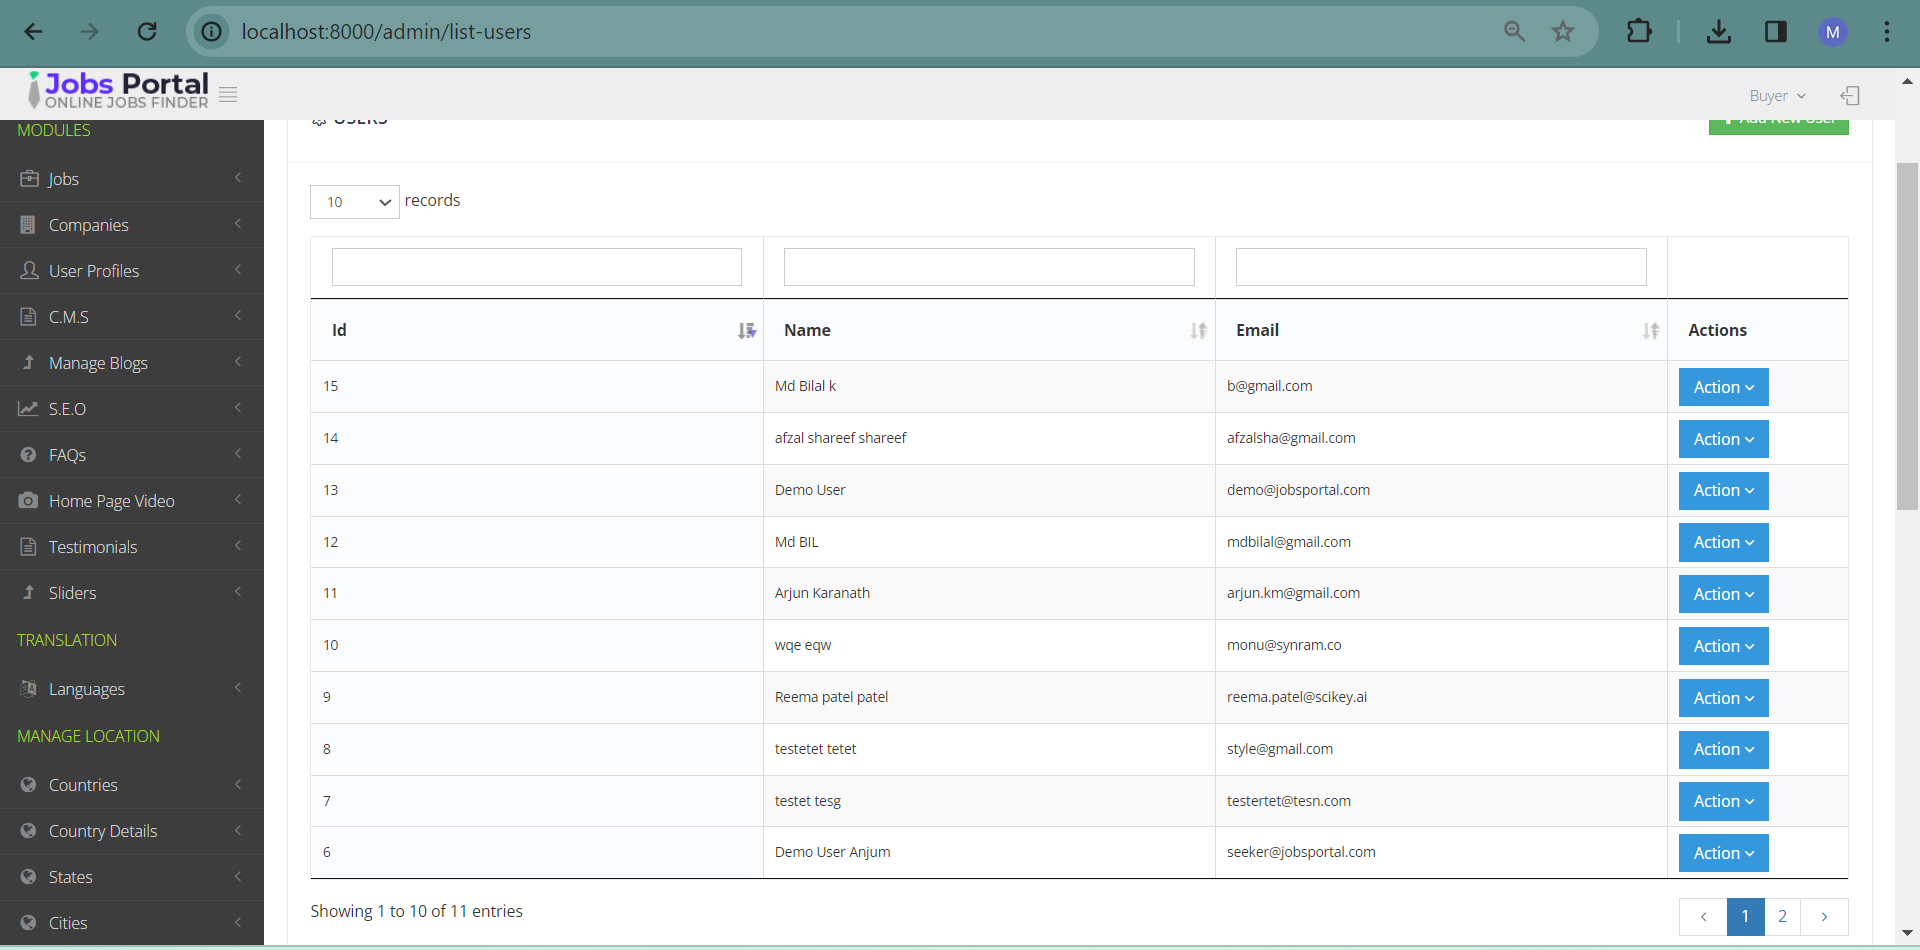 localhost:8000/admin/list-users
M
Jobs Portal
ONLINE JOBS FINDER
Buyer
MODULES
Jobs
Companies
User Profiles
C.M.S
Manage Blogs
S.E.O
FAQs
Home Page Video
Testimonials
Sliders
TRANSLATION
Languages
MANAGE LOCATION
Countries
Country Details
States
Cities
USERS
Add New User
10 records
Id Name Email Actions
15 Md Bilal k b@gmail.com Action
14 afzal shareef shareef afzalsha@gmail.com Action
13 Demo User demo@jobsportal.com Action
12 Md BIL mdbilal@gmail.com Action
11 Arjun Karanath arjun.km@gmail.com Action
10 wqe eqw monu@synram.co Action
9 Reema patel patel reema.patel@scikey.ai Action
8 testetet tetet style@gmail.com Action
7 testet tesg testertet@tesn.com Action
6 Demo User Anjum seeker@jobsportal.com Action
Showing 1 to 10 of 11 entries
1 2